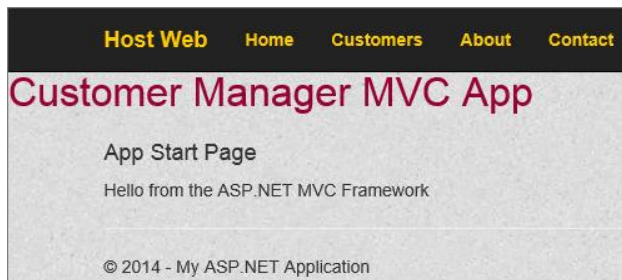 Host Web Home Customers About Contact
Customer Manager MVC App
App Start Page
Hello from the ASP.NET MVC Framework
© 2014 - My ASP.NET Application